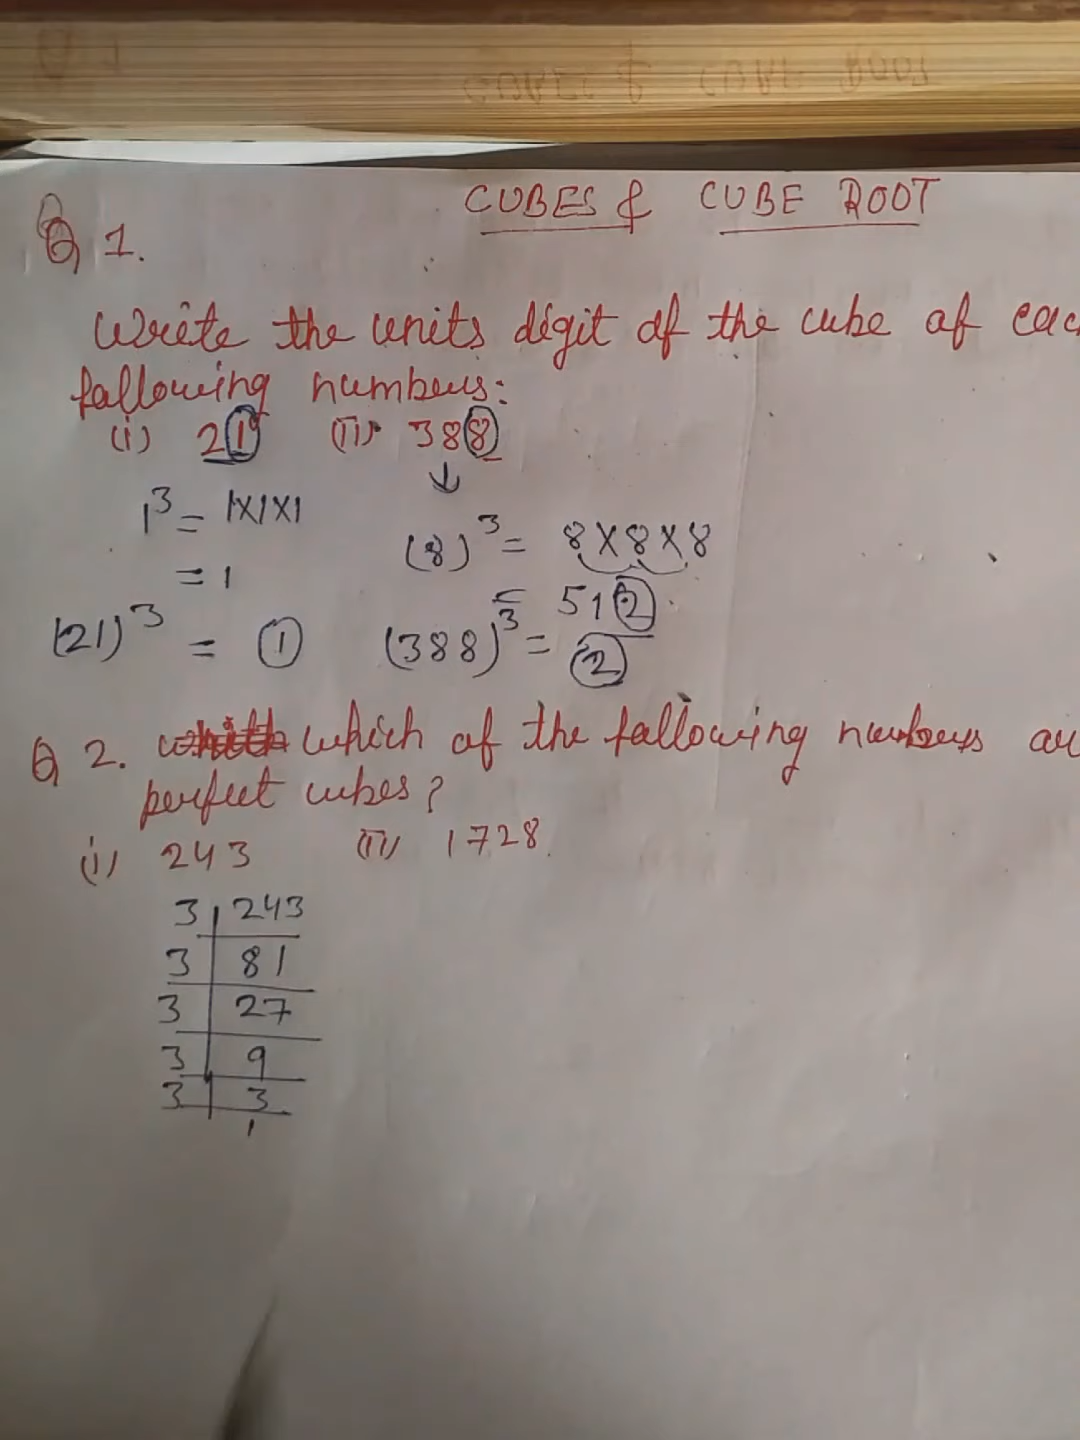 CUBES & CUBE ROOT
Q 1.
Write the units digit of the cube of
following numbers:
(i) 21 (ii) 388
1³ = 1×1×1 (8)³ = 8×8×8
= 1 = 512
(21)³ = 1 (388)³ = 2
Q 2. which of the following numbers
perfect cubes?
(i) 243 (ii) 1728
3 243
3 81
3 27
3 9
3 3
1